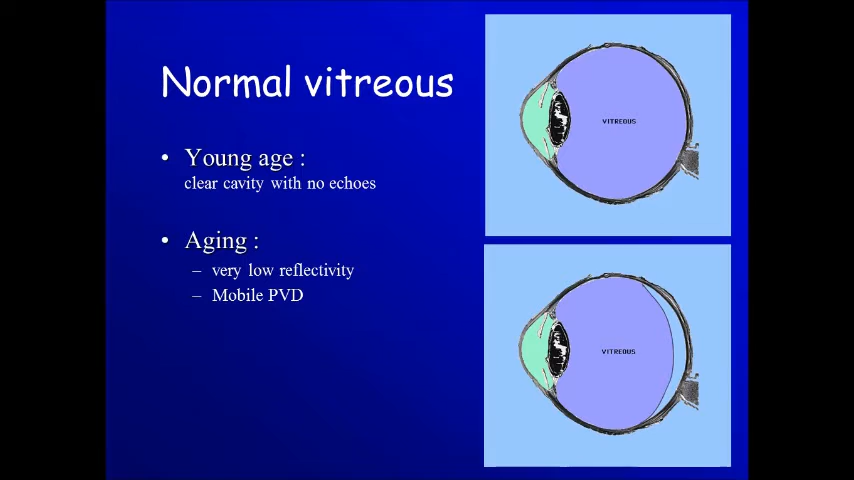 Normal vitreous
• Young age :
clear cavity with no echoes
• Aging :
– very low reflectivity
– Mobile PVD
VITREOUS
VITREOUS